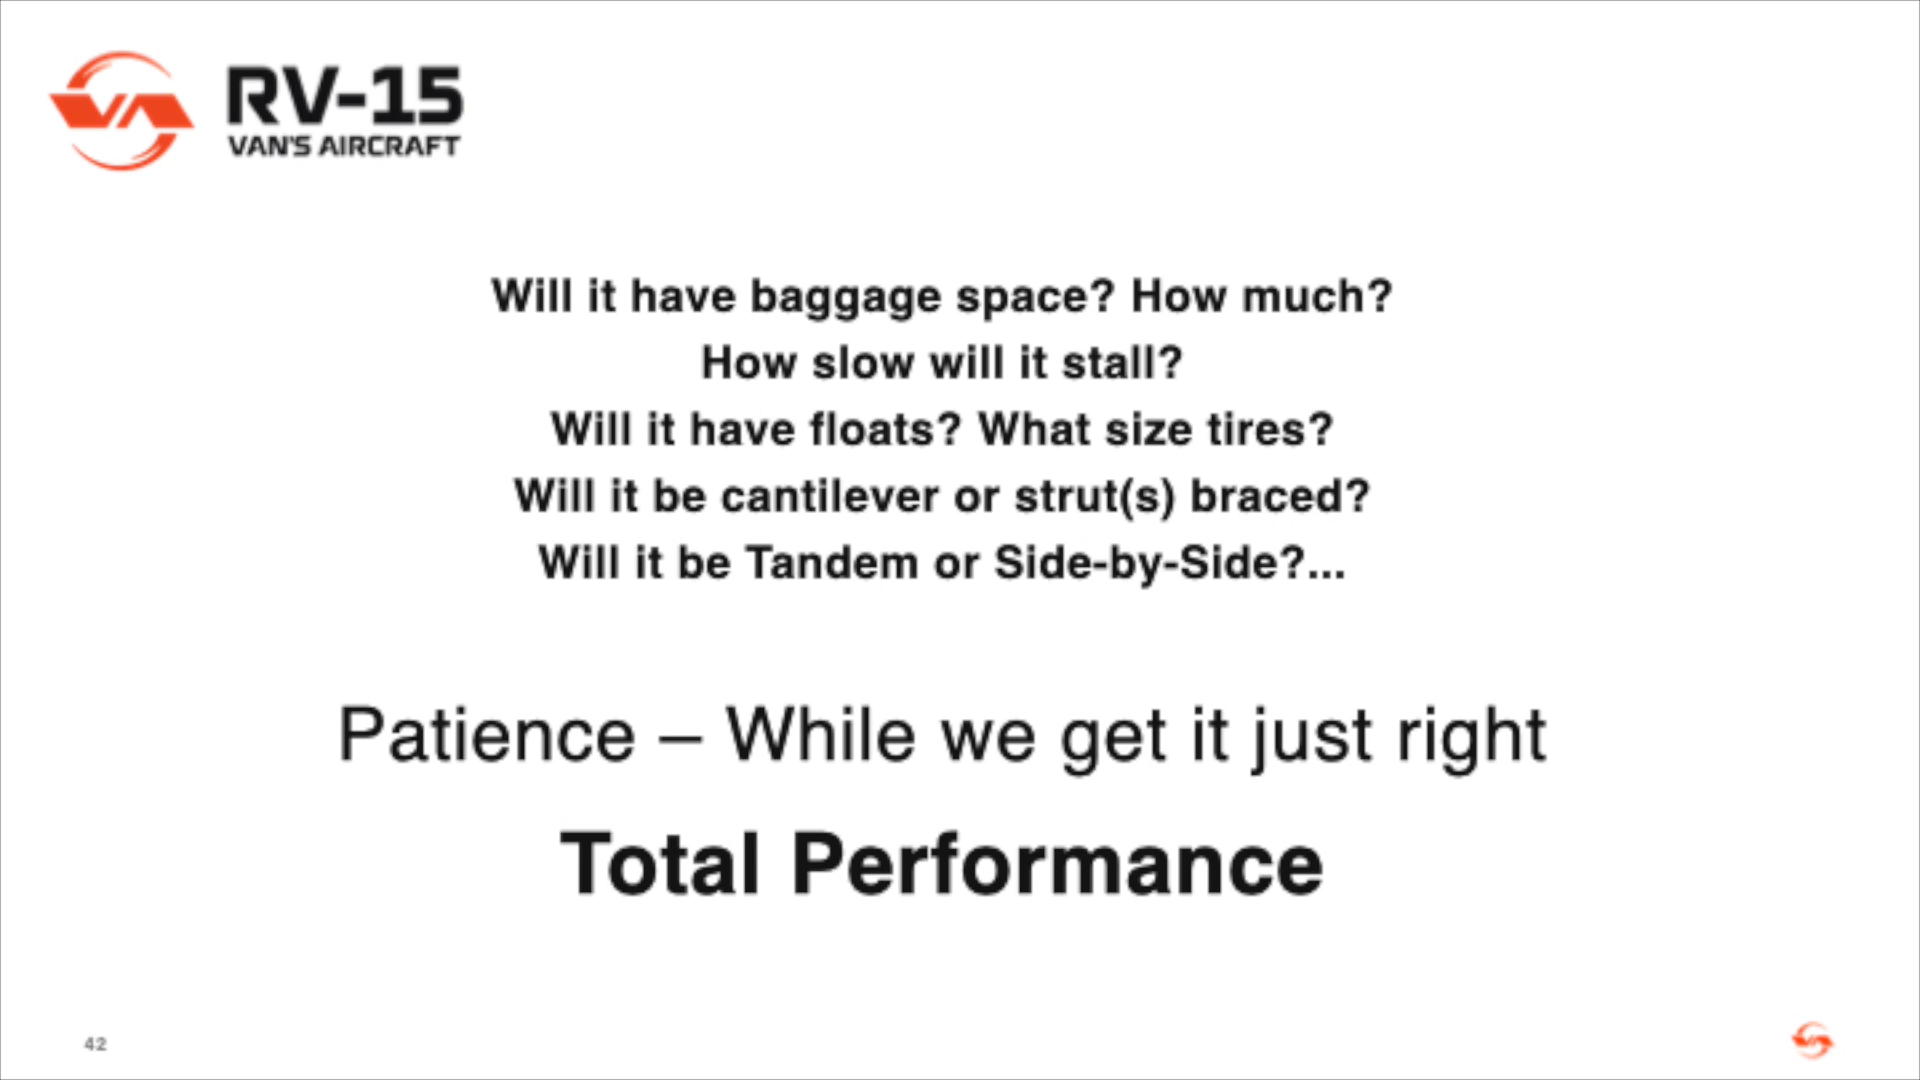 RV-15
VAN'S AIRCRAFT
Will it have baggage space? How much?
How slow will it stall?
Will it have floats? What size tires?
Will it be cantilever or strut(s) braced?
Will it be Tandem or Side-by-Side?...
Patience – While we get it just right
Total Performance
42